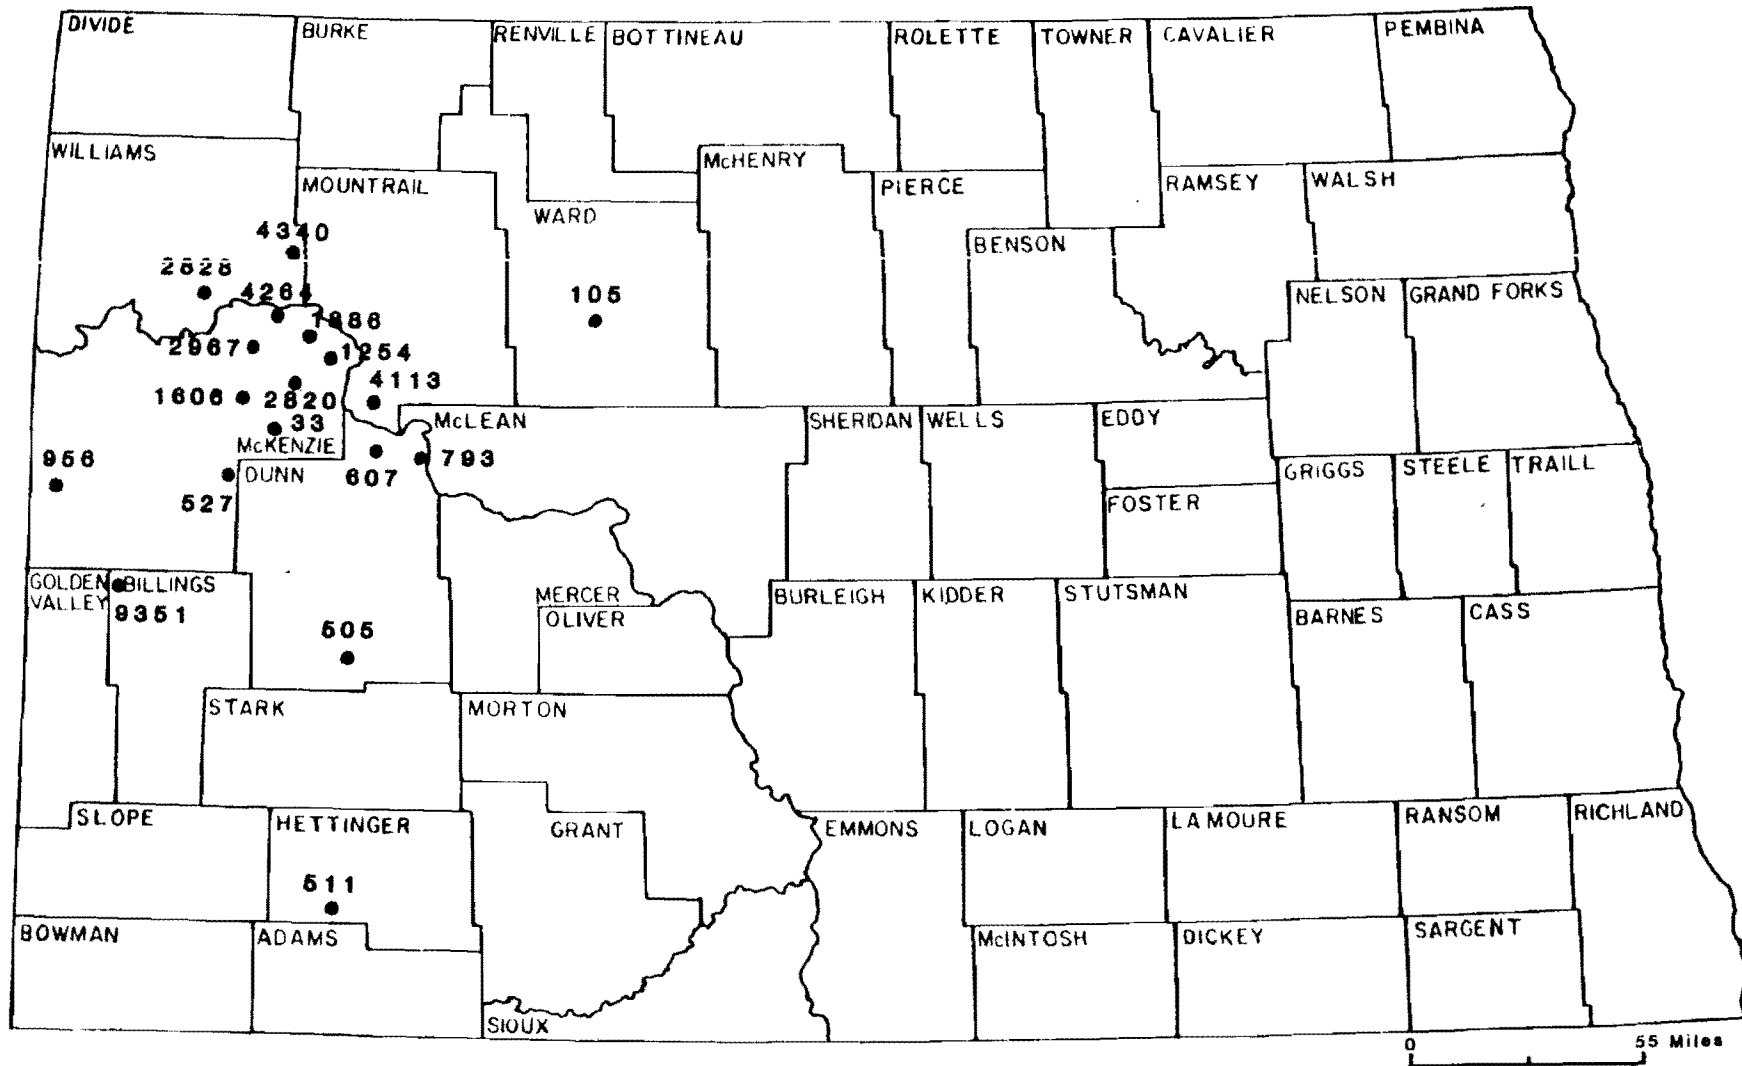 DIVIDE
BURKE
RENVILLE
BOTTINEAU
ROLETTE
TOWNER
CAVALIER
PEMBINA
WILLIAMS
MOUNTRAIL
WARD
McHENRY
PIERCE
BENSON
RAMSEY
WALSH
4340
2828
4264
1886
105
NELSON
GRAND FORKS
2967
1254
4113
1606
2820
33
McKENZIE
McLEAN
SHERIDAN
WELLS
EDDY
956
DUNN
607
793
527
GRIGGS
STEELE
TRAILL
FOSTER
GOLDEN
VALLEY
BILLINGS
9351
505
MERCER
OLIVER
BURLEIGH
KIDDER
STUTSMAN
BARNES
CASS
STARK
MORTON
SLOPE
HETTINGER
GRANT
EMMONS
LOGAN
LA MOURE
RANSOM
RICHLAND
511
BOWMAN
ADAMS
McINTOSH
DICKEY
SARGENT
SIOUX
0
55 Miles